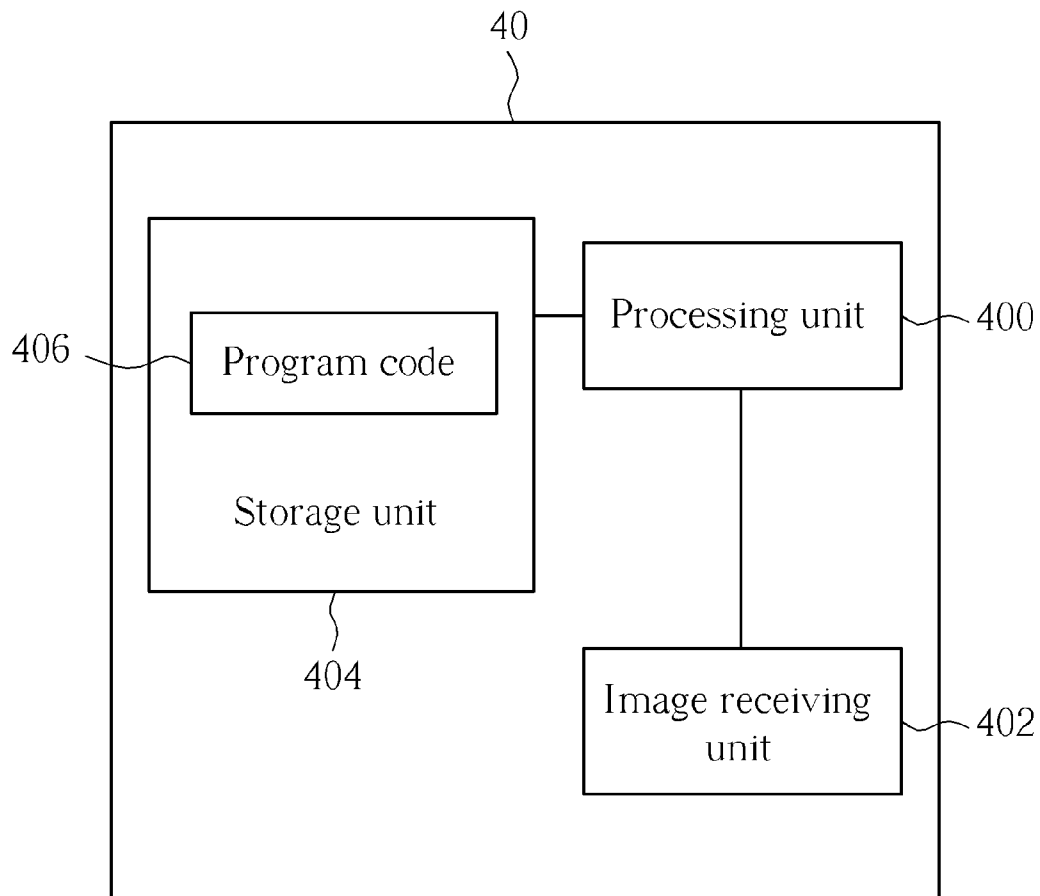 40
Processing unit
400
406
Program code
Storage unit
404
Image receiving
unit
402